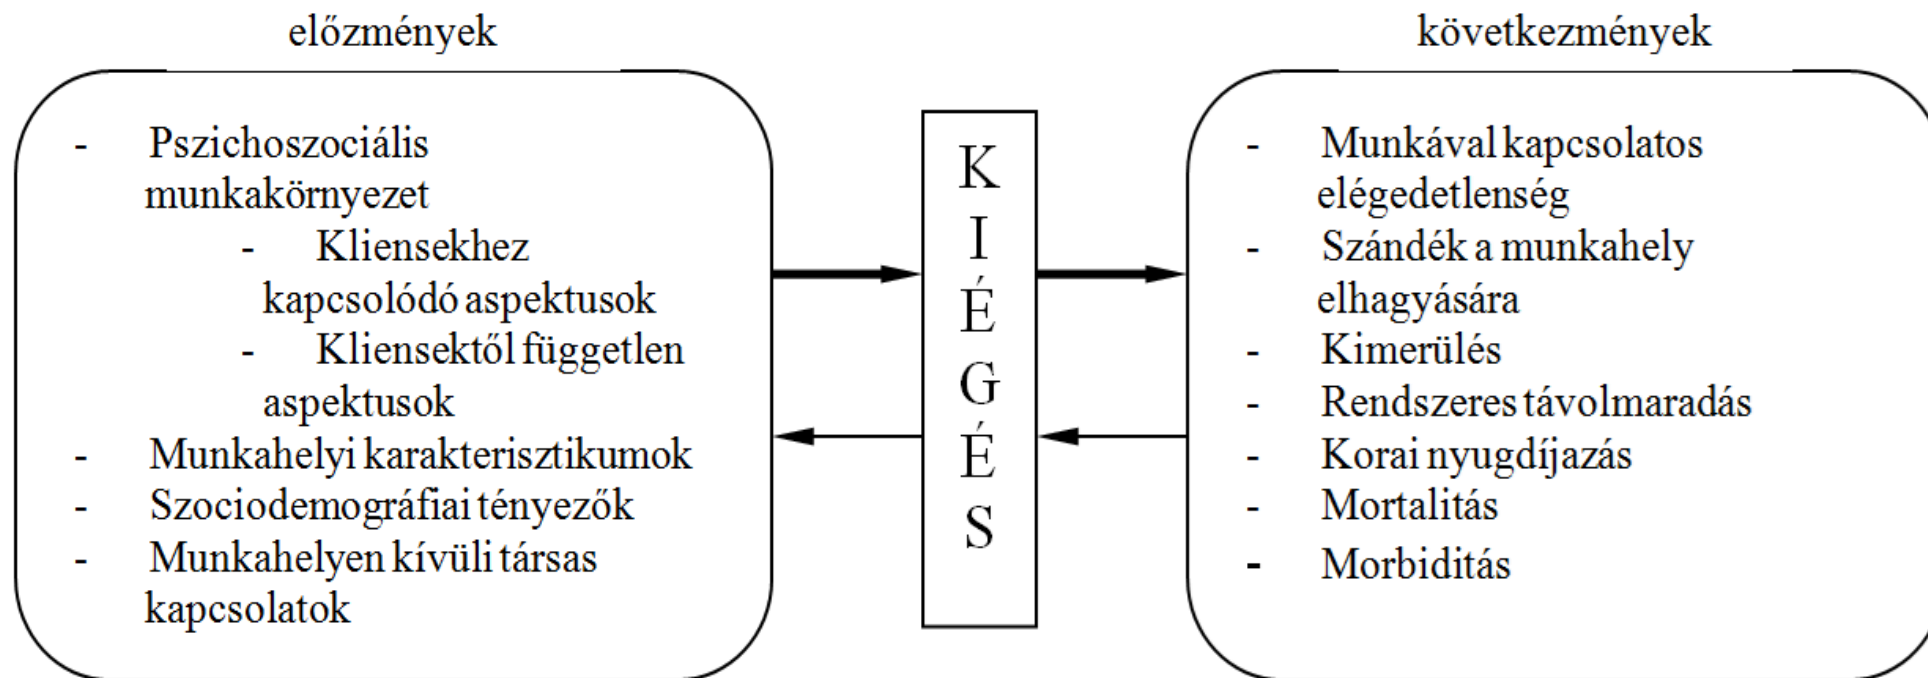 előzmények
- Pszichoszociális
munkakörnyezet
- Kliensekhez
kapcsolódó aspektusok
- Kliensektől független
aspektusok
- Munkahelyi karakterisztikumok
- Szociodemográfiai tényezők
- Munkahelyen kívüli társas
kapcsolatok
K
I
É
G
É
S
következmények
- Munkával kapcsolatos
elégedetlenség
- Szándék a munkahely
elhagyására
- Kimerülés
- Rendszeres távolmaradás
- Korai nyugdíjazás
- Mortalitás
- Morbiditás